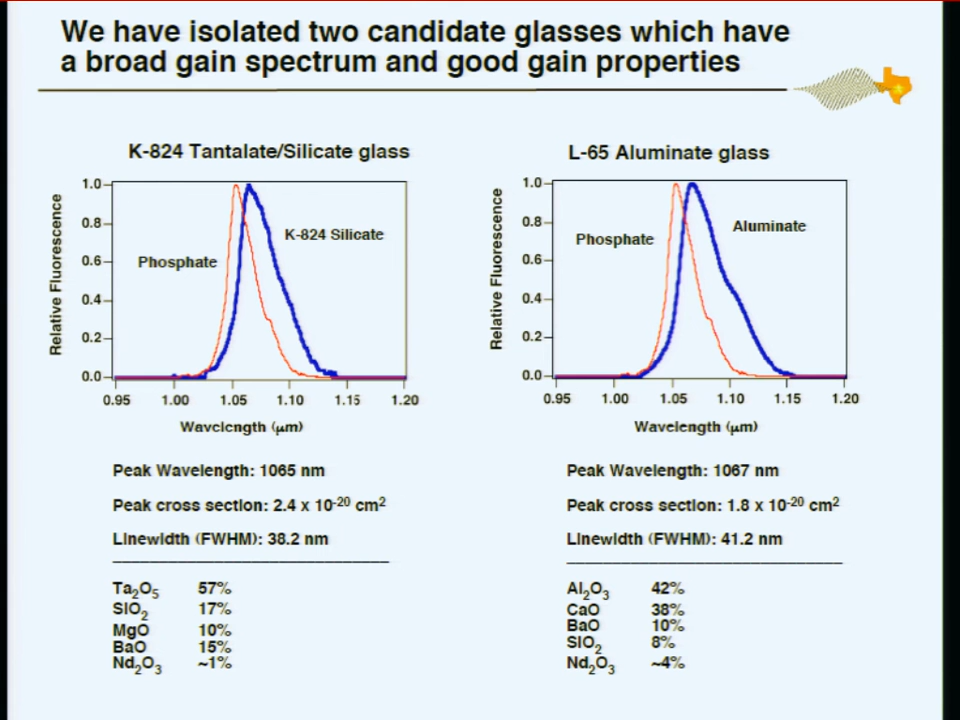 We have isolated two candidate glasses which have
a broad gain spectrum and good gain properties
K-824 Tantalate/Silicate glass
Relative Fluorescence
1.0
0.8
0.6
0.4
0.2
0.0
Phosphate
K-824 Silicate
0.95 1.00 1.05 1.10 1.15 1.20
Wavelength (μm)
Peak Wavelength: 1065 nm
Peak cross section: 2.4 x 10⁻²⁰ cm²
Linewidth (FWHM): 38.2 nm
Ta₂O₅ 57%
SiO₂ 17%
MgO 10%
BaO 15%
Nd₂O₃ ~1%
L-65 Aluminate glass
Relative Fluorescence
1.0
0.8
0.6
0.4
0.2
0.0
Phosphate
Aluminate
0.95 1.00 1.05 1.10 1.15 1.20
Wavelength (μm)
Peak Wavelength: 1067 nm
Peak cross section: 1.8 x 10⁻²⁰ cm²
Linewidth (FWHM): 41.2 nm
Al₂O₃ 42%
CaO 38%
BaO 10%
SiO₂ 8%
Nd₂O₃ ~4%